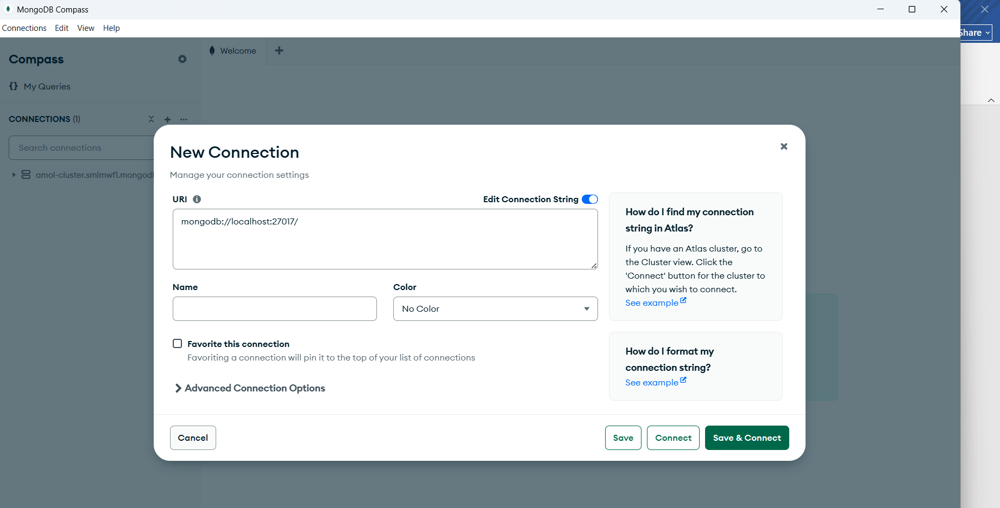 MongoDB Compass
Connections Edit View Help
Share
Compass
Welcome
{} My Queries
CONNECTIONS (1)
Search connections
amol-cluster.smlmwfl.mongod
New Connection
Manage your connection settings
URI
Edit Connection String
mongodb://localhost:27017/
Name
Color
No Color
Favorite this connection
Favoriting a connection will pin it to the top of your list of connections
Advanced Connection Options
How do I find my connection
string in Atlas?
If you have an Atlas cluster, go to
the Cluster view. Click the
'Connect' button for the cluster to
which you wish to connect.
See example
How do I format my
connection string?
See example
Cancel
Save
Connect
Save & Connect